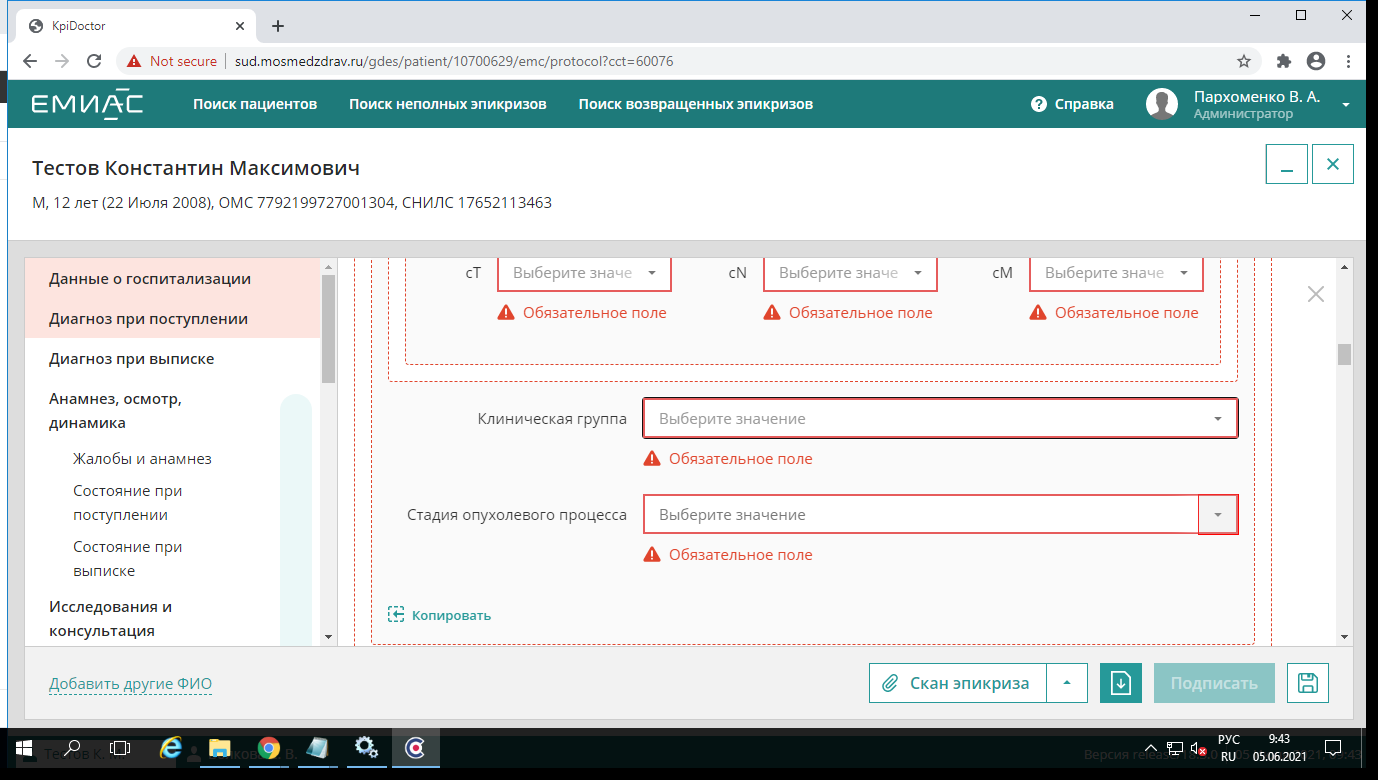 KpiDoctor
Not secure
sud.mosmedzdrav.ru/gdes/patient/10700629/emc/protocol?cct=60076
ЕМИАС
Поиск пациентов
Поиск неполных эпикризов
Поиск возвращенных эпикризов
Справка
Пархоменко В. А.
Администратор
Тестов Константин Максимович
М, 12 лет (22 Июля 2008), ОМС 7792199727001304, СНИЛС 17652113463
Данные о госпитализации
Диагноз при поступлении
Диагноз при выписке
Анамнез, осмотр,
динамика
Жалобы и анамнез
Состояние при
поступлении
Состояние при
выписке
Исследования и
консультация
cT
Выберите значе
cN
Выберите значе
cM
Выберите значе
Обязательное поле
Обязательное поле
Обязательное поле
Клиническая группа
Выберите значение
Обязательное поле
Стадия опухолевого процесса
Выберите значение
Обязательное поле
Копировать
Добавить другие ФИО
Скан эпикриза
Подписать
Тестов К. М.
Версия release
РУС
RU
9:43
05.06.2021